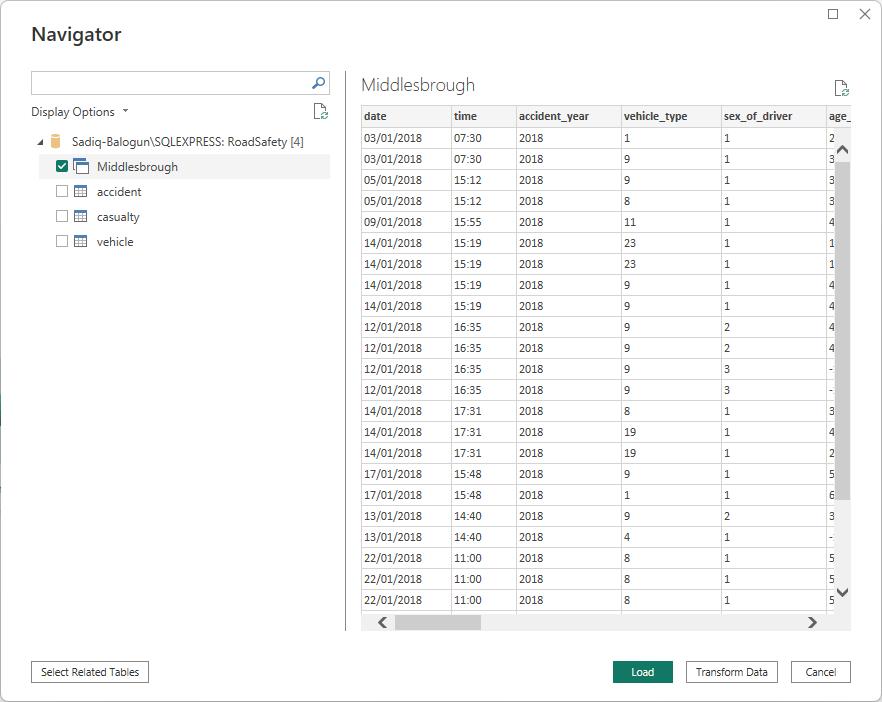 Navigator
Display Options
Sadiq-Balogun\SQLEXPRESS: RoadSafety [4]
Middlesbrough
accident
casualty
vehicle
Middlesbrough
date time accident_year vehicle_type sex_of_driver age_
03/01/2018 07:30 2018 1 1 2
03/01/2018 07:30 2018 9 1 3
05/01/2018 15:12 2018 9 1 3
05/01/2018 15:12 2018 8 1 3
09/01/2018 15:55 2018 11 1 4
14/01/2018 15:19 2018 23 1 1
14/01/2018 15:19 2018 23 1 1
14/01/2018 15:19 2018 9 1 4
14/01/2018 15:19 2018 9 1 4
12/01/2018 16:35 2018 9 2 4
12/01/2018 16:35 2018 9 2 4
12/01/2018 16:35 2018 9 3 -
12/01/2018 16:35 2018 9 3 -
14/01/2018 17:31 2018 8 1 3
14/01/2018 17:31 2018 19 1 4
14/01/2018 17:31 2018 19 1 2
17/01/2018 15:48 2018 9 1 5
17/01/2018 15:48 2018 1 1 6
13/01/2018 14:40 2018 9 2 3
13/01/2018 14:40 2018 4 1 -
22/01/2018 11:00 2018 8 1 5
22/01/2018 11:00 2018 8 1 5
22/01/2018 11:00 2018 8 1 5
Select Related Tables
Load
Transform Data
Cancel